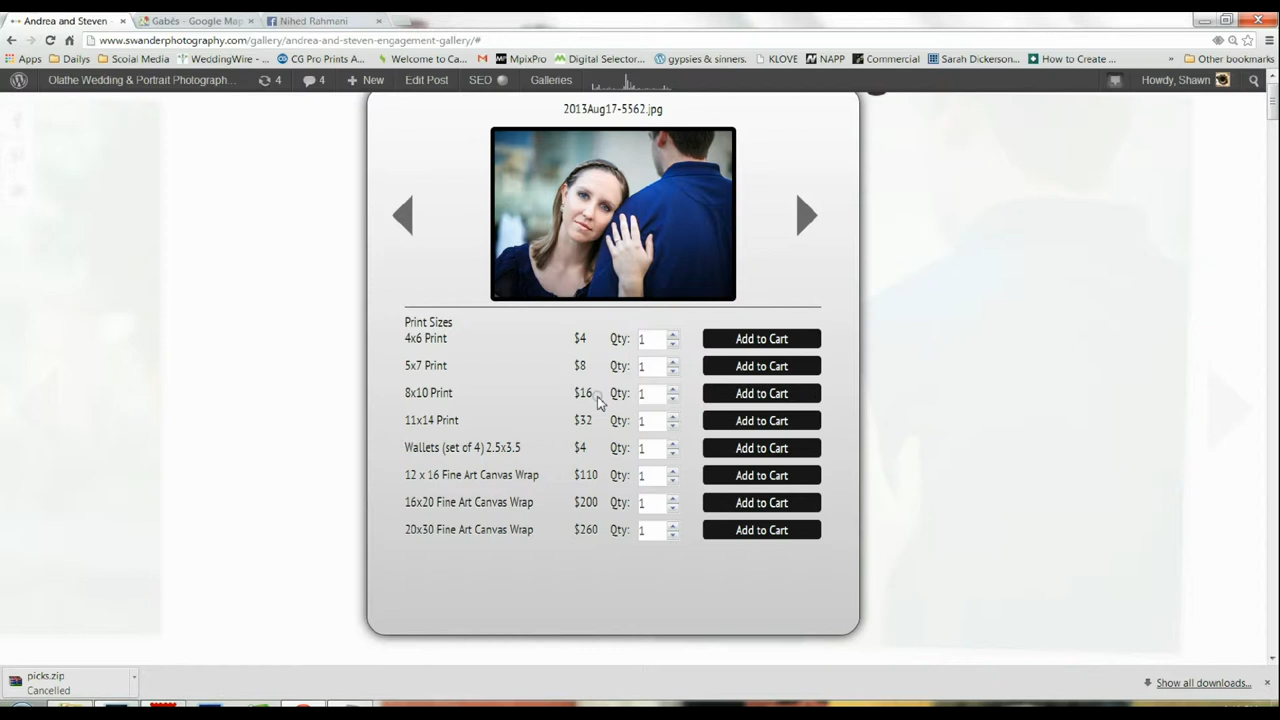 Andrea and Steven - × Gabès - Google Map × Nihed Rahmani ×
www.swanderphotography.com/gallery/andrea-and-steven-engagement-gallery/#
Apps Dailys Scoial Media WeddingWire -... CG Pro Prints A... Welcome to Ca... MpixPro Digital Selector... gypsies & sinners. KLOVE NAPP Commercial Sarah Dickerson... How to Create ... » Other bookmarks
Olathe Wedding & Portrait Photograph... 4 4 + New Edit Post SEO Galleries Howdy, Shawn
2013Aug17-5562.jpg
Print Sizes
4x6 Print $4 Qty: 1 Add to Cart
5x7 Print $8 Qty: 1 Add to Cart
8x10 Print $16 Qty: 1 Add to Cart
11x14 Print $32 Qty: 1 Add to Cart
Wallets (set of 4) 2.5x3.5 $4 Qty: 1 Add to Cart
12 x 16 Fine Art Canvas Wrap $110 Qty: 1 Add to Cart
16x20 Fine Art Canvas Wrap $200 Qty: 1 Add to Cart
20x30 Fine Art Canvas Wrap $260 Qty: 1 Add to Cart
picks.zip
Cancelled
Show all downloads...